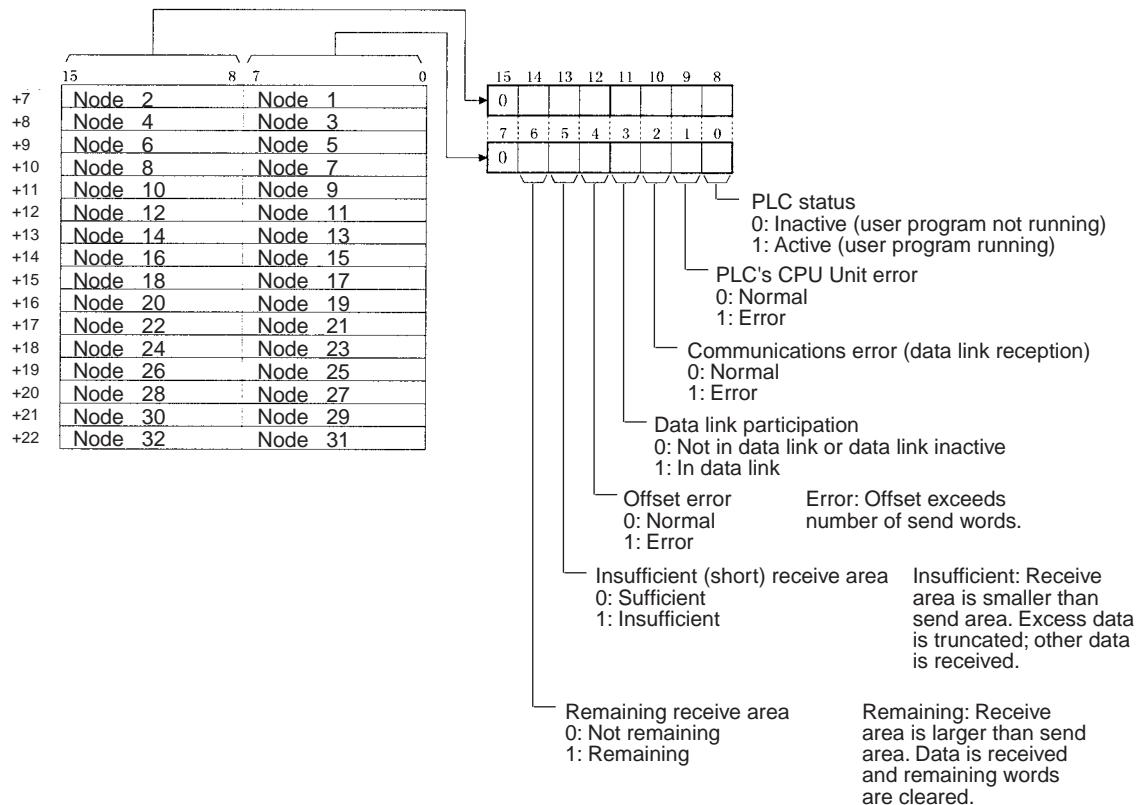 15 8 7 0
+7 Node 2 Node 1
+8 Node 4 Node 3
+9 Node 6 Node 5
+10 Node 8 Node 7
+11 Node 10 Node 9
+12 Node 12 Node 11
+13 Node 14 Node 13
+14 Node 16 Node 15
+15 Node 18 Node 17
+16 Node 20 Node 19
+17 Node 22 Node 21
+18 Node 24 Node 23
+19 Node 26 Node 25
+20 Node 28 Node 27
+21 Node 30 Node 29
+22 Node 32 Node 31
15 14 13 12 11 10 9 8
0
7 6 5 4 3 2 1 0
0
PLC status
0: Inactive (user program not running)
1: Active (user program running)
PLC's CPU Unit error
0: Normal
1: Error
Communications error (data link reception)
0: Normal
1: Error
Data link participation
0: Not in data link or data link inactive
1: In data link
Offset error
0: Normal
1: Error
Error: Offset exceeds
number of send words.
Insufficient (short) receive area
0: Sufficient
1: Insufficient
Insufficient: Receive
area is smaller than
send area. Excess data
is truncated; other data
is received.
Remaining receive area
0: Not remaining
1: Remaining
Remaining: Receive
area is larger than send
area. Data is received
and remaining words
are cleared.